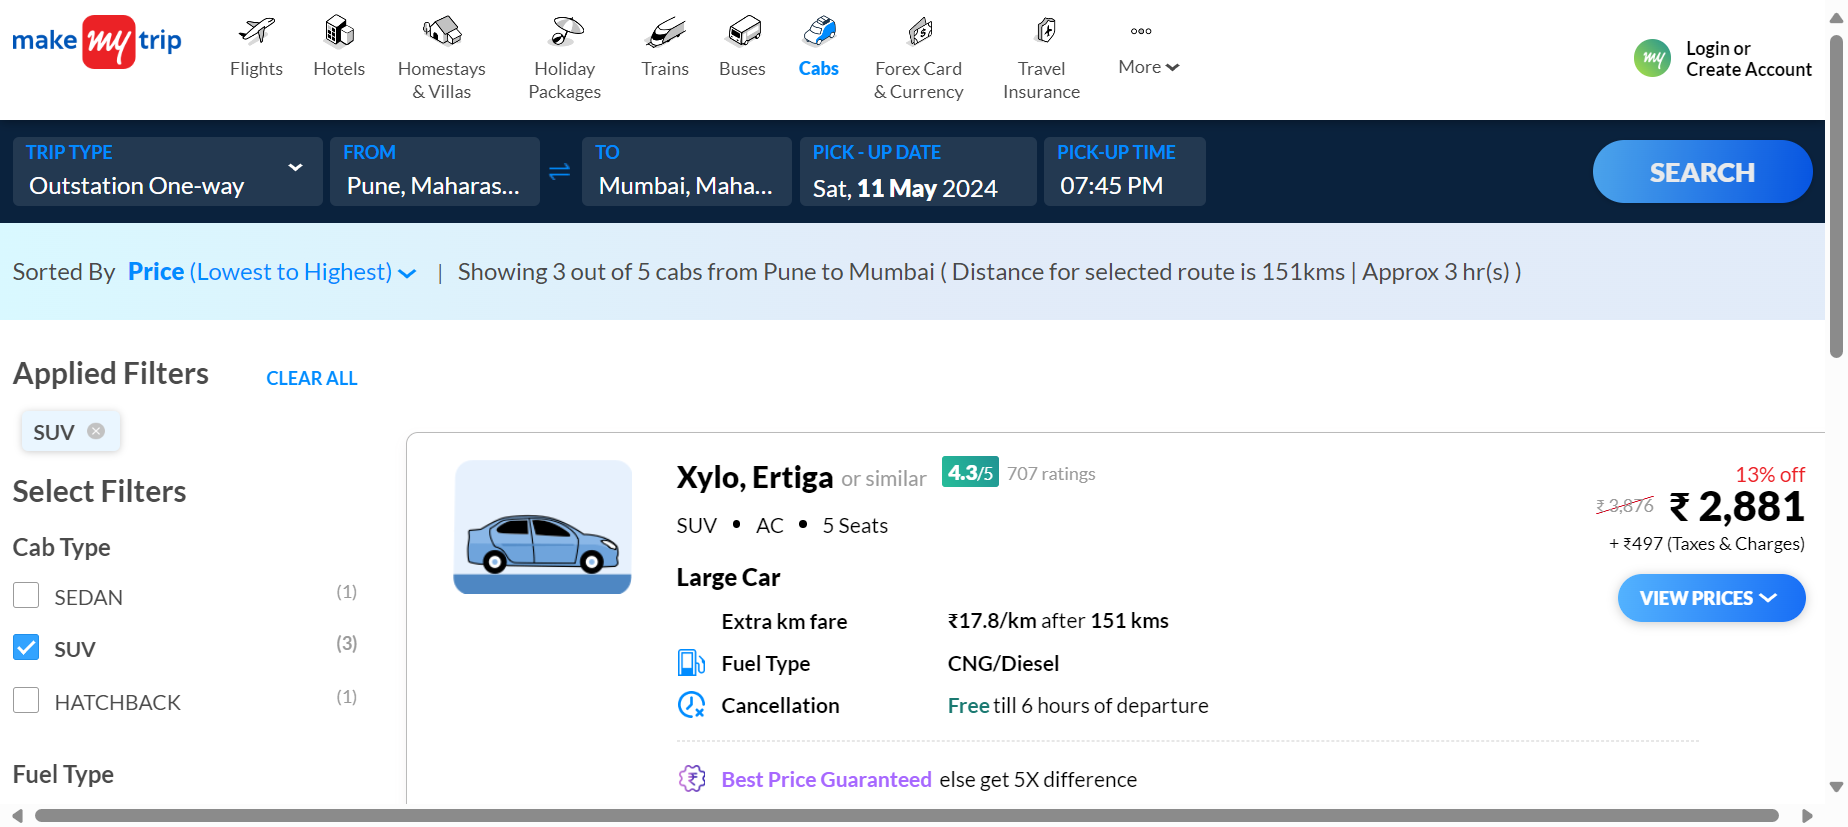 make my trip
Flights
Hotels
Homestays
& Villas
Holiday
Packages
Trains
Buses
Cabs
Forex Card
& Currency
Travel
Insurance
More
my
Login or
Create Account
TRIP TYPE
Outstation One-way
FROM
Pune, Maharas...
TO
Mumbai, Maha...
PICK - UP DATE
Sat, 11 May 2024
PICK-UP TIME
07:45 PM
SEARCH
Sorted By Price (Lowest to Highest) | Showing 3 out of 5 cabs from Pune to Mumbai ( Distance for selected route is 151kms | Approx 3 hr(s) )
Applied Filters
CLEAR ALL
SUV
Select Filters
Cab Type
SEDAN (1)
SUV (3)
HATCHBACK (1)
Fuel Type
Xylo, Ertiga or similar 4.3/5 707 ratings
SUV • AC • 5 Seats
Large Car
Extra km fare ₹17.8/km after 151 kms
Fuel Type CNG/Diesel
Cancellation Free till 6 hours of departure
Best Price Guaranteed else get 5X difference
13% off
₹ 3,876 ₹ 2,881
+ ₹497 (Taxes & Charges)
VIEW PRICES